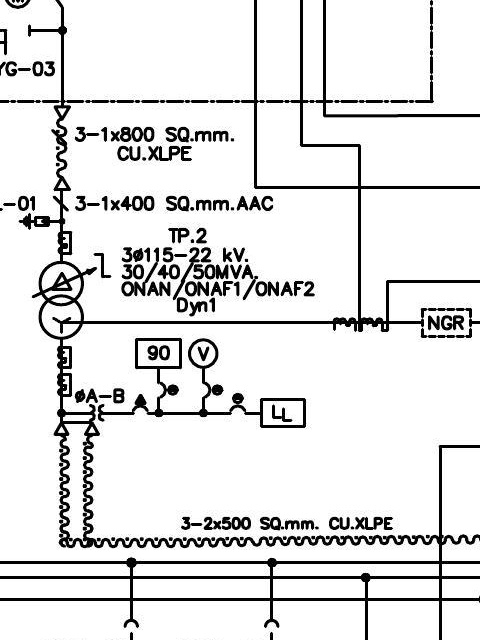 YG-03
3-1x800 SQ.mm.
CU.XLPE
-01
3-1x400 SQ.mm.AAC
TP.2
3ø115-22 kV.
30/40/50MVA.
ONAN/ONAF1/ONAF2
Dyn1
NGR
90
V
øA-B
LL
3-2x500 SQ.mm. CU.XLPE